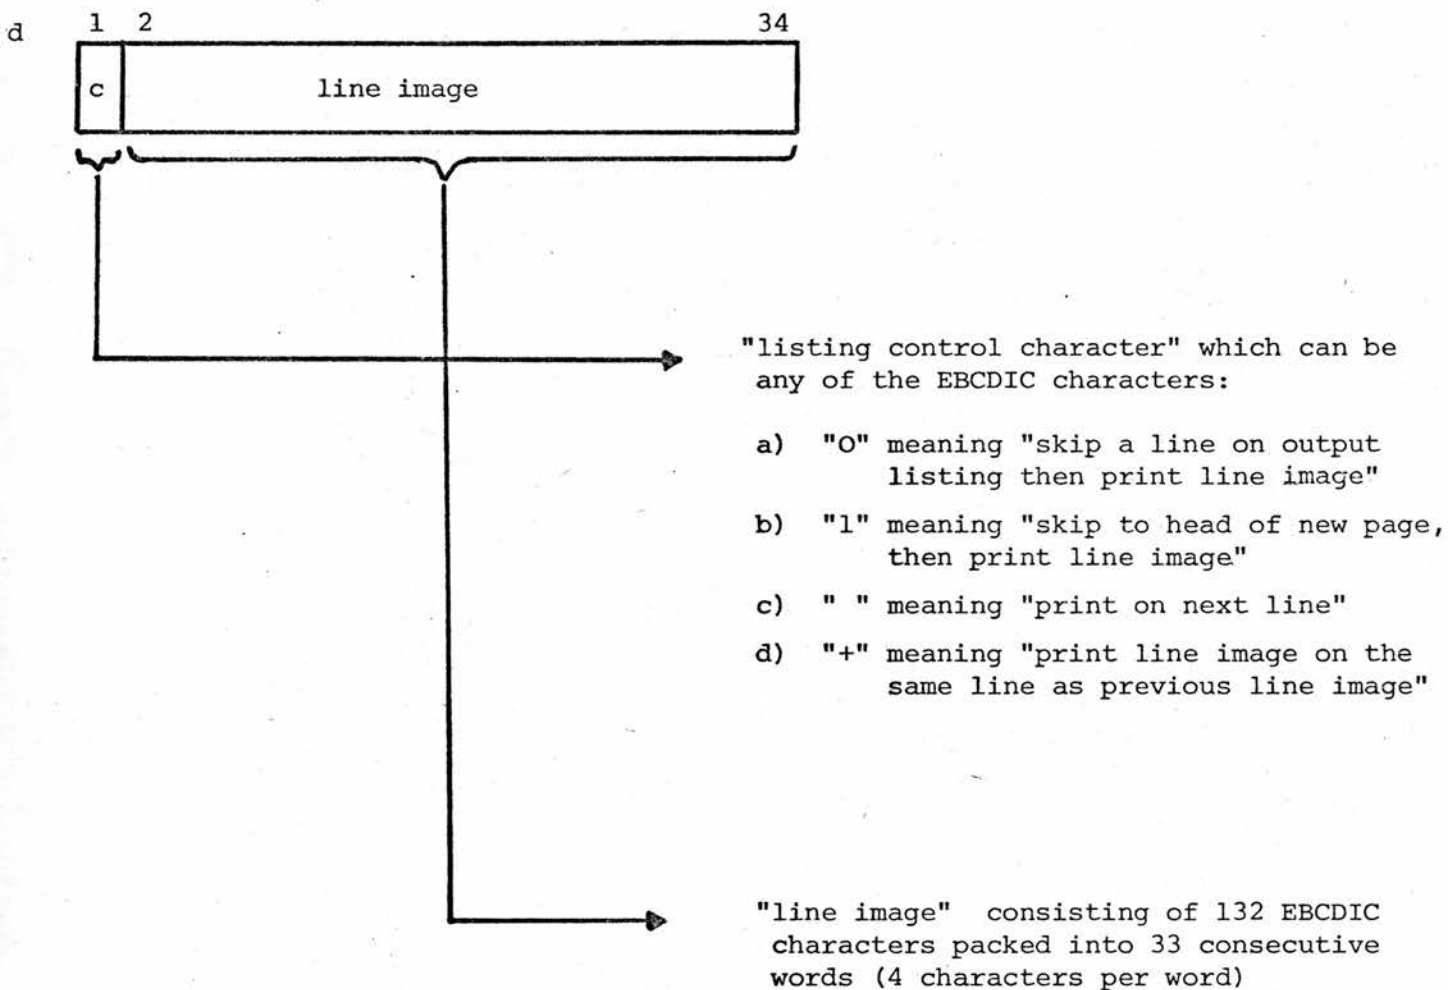 d 1 2 34
c line image
"listing control character" which can be
any of the EBCDIC characters:
a) "O" meaning "skip a line on output
listing then print line image"
b) "1" meaning "skip to head of new page,
then print line image"
c) " " meaning "print on next line"
d) "+" meaning "print line image on the
same line as previous line image"
"line image" consisting of 132 EBCDIC
characters packed into 33 consecutive
words (4 characters per word)